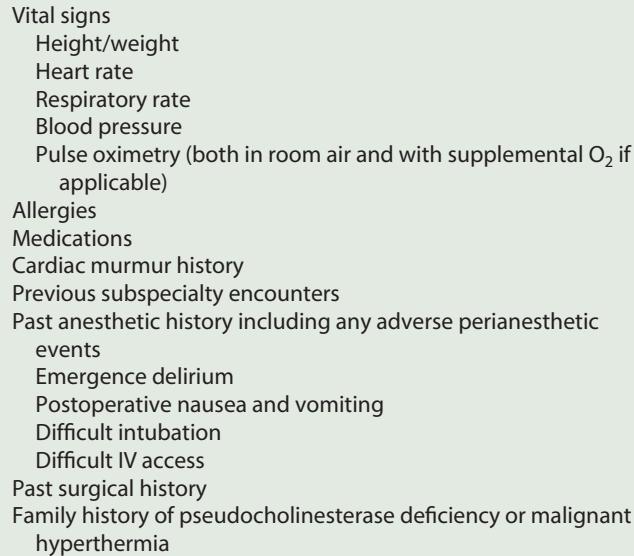 Vital signs
Height/weight
Heart rate
Respiratory rate
Blood pressure
Pulse oximetry (both in room air and with supplemental O₂ if
applicable)
Allergies
Medications
Cardiac murmur history
Previous subspecialty encounters
Past anesthetic history including any adverse perianesthetic
events
Emergence delirium
Postoperative nausea and vomiting
Difficult intubation
Difficult IV access
Past surgical history
Family history of pseudocholinesterase deficiency or malignant
hyperthermia